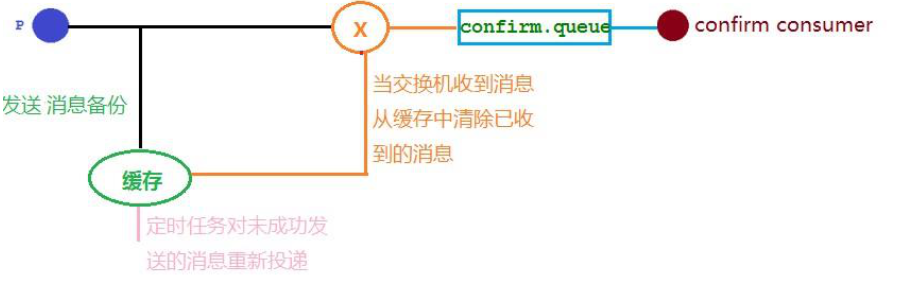 P
X
confirm.queue
confirm consumer
发送 消息备份
当交换机收到消息
从缓存中清除已收
到的消息
缓存
定时任务对未成功发
送的消息重新投递